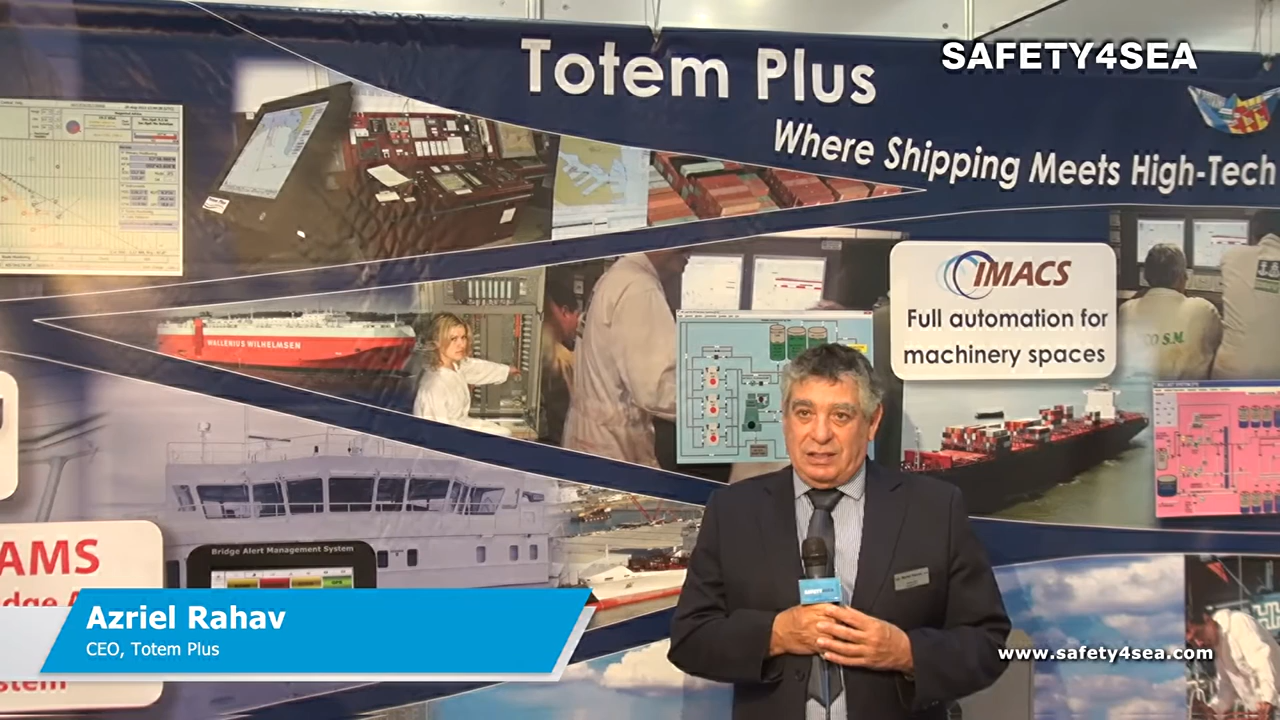 Totem Plus
SAFETY4SEA
Where Shipping Meets High-Tech
IMACS
Full automation for
machinery spaces
WALLENIUS WILHELMSEN
CO S.M.
AMS
Bridge Alert Management System
Azriel Rahav
CEO, Totem Plus
www.safety4sea.com